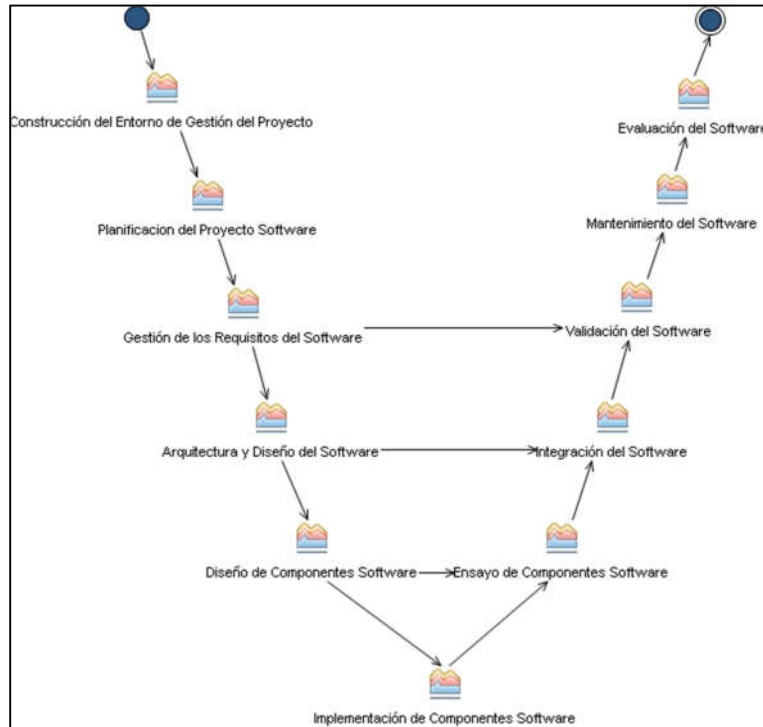 Construcción del Entorno de Gestión del Proyecto
Evaluación del Software
Planificacion del Proyecto Software
Mantenimiento del Software
Gestión de los Requisitos del Software
Validación del Software
Arquitectura y Diseño del Software
Integración del Software
Diseño de Componentes Software
Ensayo de Componentes Software
Implementación de Componentes Software